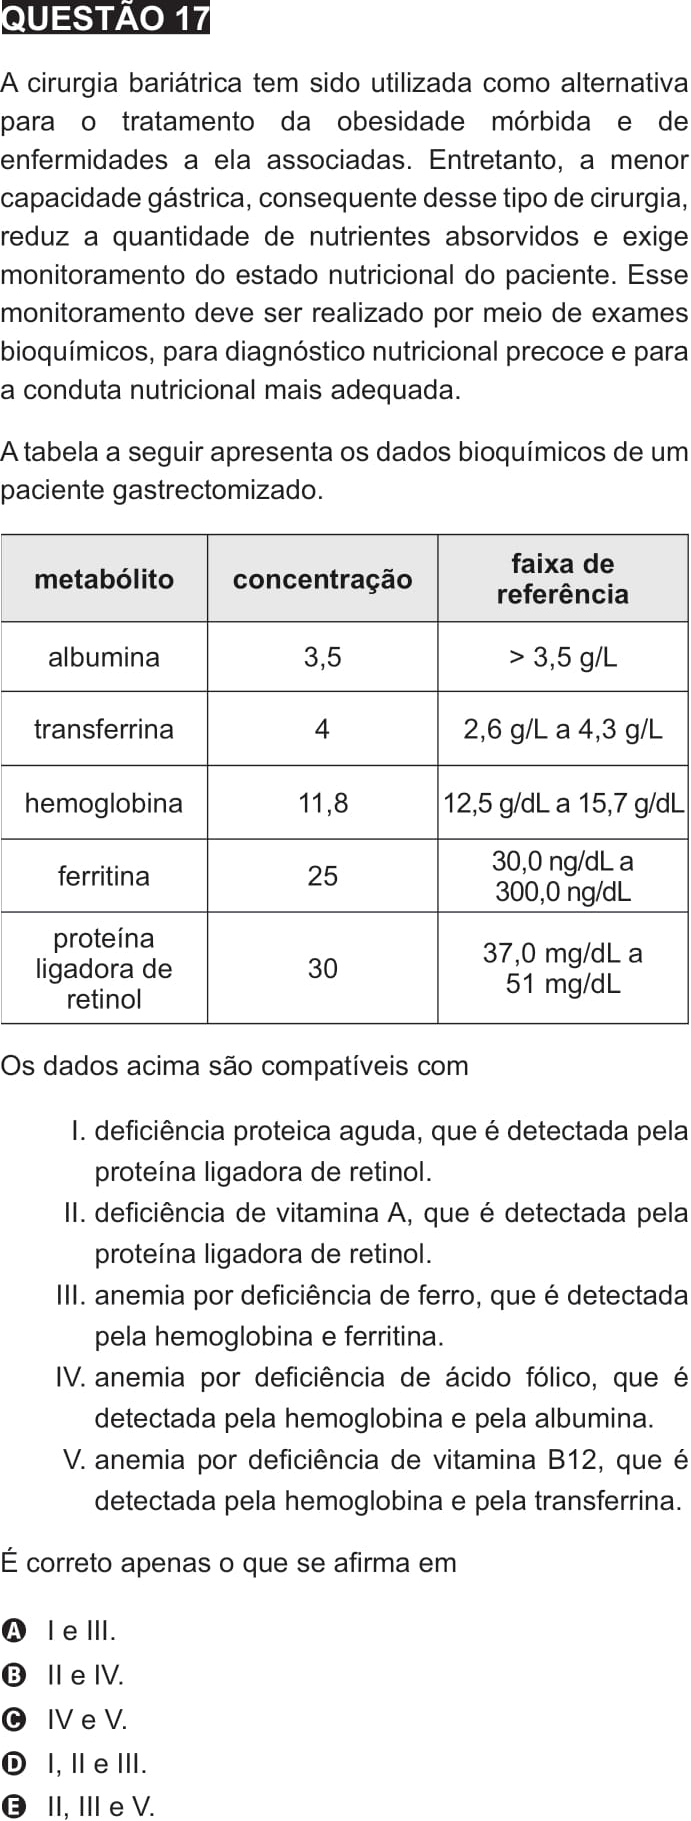 QUESTÃO 17
A cirurgia bariátrica tem sido utilizada como alternativa
para o tratamento da obesidade mórbida e de
enfermidades a ela associadas. Entretanto, a menor
capacidade gástrica, consequente desse tipo de cirurgia,
reduz a quantidade de nutrientes absorvidos e exige
monitoramento do estado nutricional do paciente. Esse
monitoramento deve ser realizado por meio de exames
bioquímicos, para diagnóstico nutricional precoce e para
a conduta nutricional mais adequada.
A tabela a seguir apresenta os dados bioquímicos de um
paciente gastrectomizado.
metabólito concentração faixa de
referência
albumina 3,5 > 3,5 g/L
transferrina 4 2,6 g/L a 4,3 g/L
hemoglobina 11,8 12,5 g/dL a 15,7 g/dL
ferritina 25 30,0 ng/dL a
300,0 ng/dL
proteína
ligadora de
retinol 30 37,0 mg/dL a
51 mg/dL
Os dados acima são compatíveis com
I. deficiência proteica aguda, que é detectada pela
proteína ligadora de retinol.
II. deficiência de vitamina A, que é detectada pela
proteína ligadora de retinol.
III. anemia por deficiência de ferro, que é detectada
pela hemoglobina e ferritina.
IV. anemia por deficiência de ácido fólico, que é
detectada pela hemoglobina e pela albumina.
V. anemia por deficiência de vitamina B12, que é
detectada pela hemoglobina e pela transferrina.
É correto apenas o que se afirma em
A I e III.
B II e IV.
C IV e V.
D I, II e III.
E II, III e V.